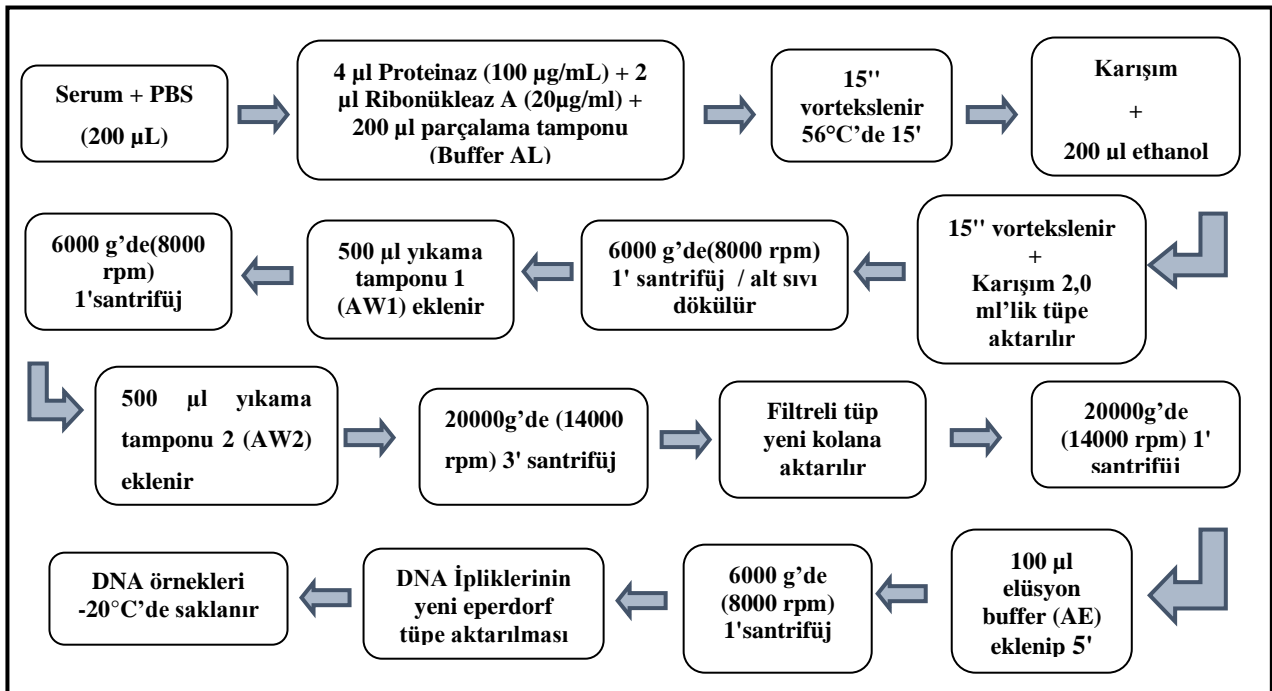 Serum + PBS
(200 µL)
4 µl Proteinaz (100 µg/mL) + 2
µl Ribonükleaz A (20µg/ml) +
200 µl parçalama tamponu
(Buffer AL)
15'' 
vortekslenir
56°C’de 15'
Karışım
+
200 µl ethanol
15'' vortekslenir
+
Karışım 2,0
ml’lik tüpe
aktarılır
6000 g’de(8000 rpm)
1' santrifüj / alt sıvı
dökülür
500 µl yıkama
tamponu 1
(AW1) eklenir
6000 g’de(8000
rpm)
1'santrifüj
500 µl yıkama
tamponu 2 (AW2)
eklenir
20000g’de (14000
rpm) 3' santrifüj
Filtreli tüp
yeni kolana
aktarılır
20000g’de
(14000 rpm) 1'
santrifüj
100 µl
elüsyon
buffer (AE)
eklenip 5'
6000 g’de
(8000 rpm)
1'santrifüj
DNA İpliklerinin
yeni eperdorf
tüpe aktarılması
DNA örnekleri
-20°C’de saklanır